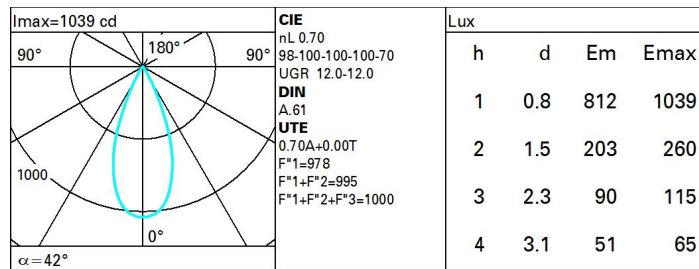 Imax=1039 cd
90° 180° 90°
1000
0°
α=42°
CIE
nL 0.70
98-100-100-100-70
UGR 12.0-12.0
DIN
A.61
UTE
0.70A+0.00T
F"1=978
F"1+F"2=995
F"1+F"2+F"3=1000
Lux
h d Em Emax
1 0.8 812 1039
2 1.5 203 260
3 2.3 90 115
4 3.1 51 65